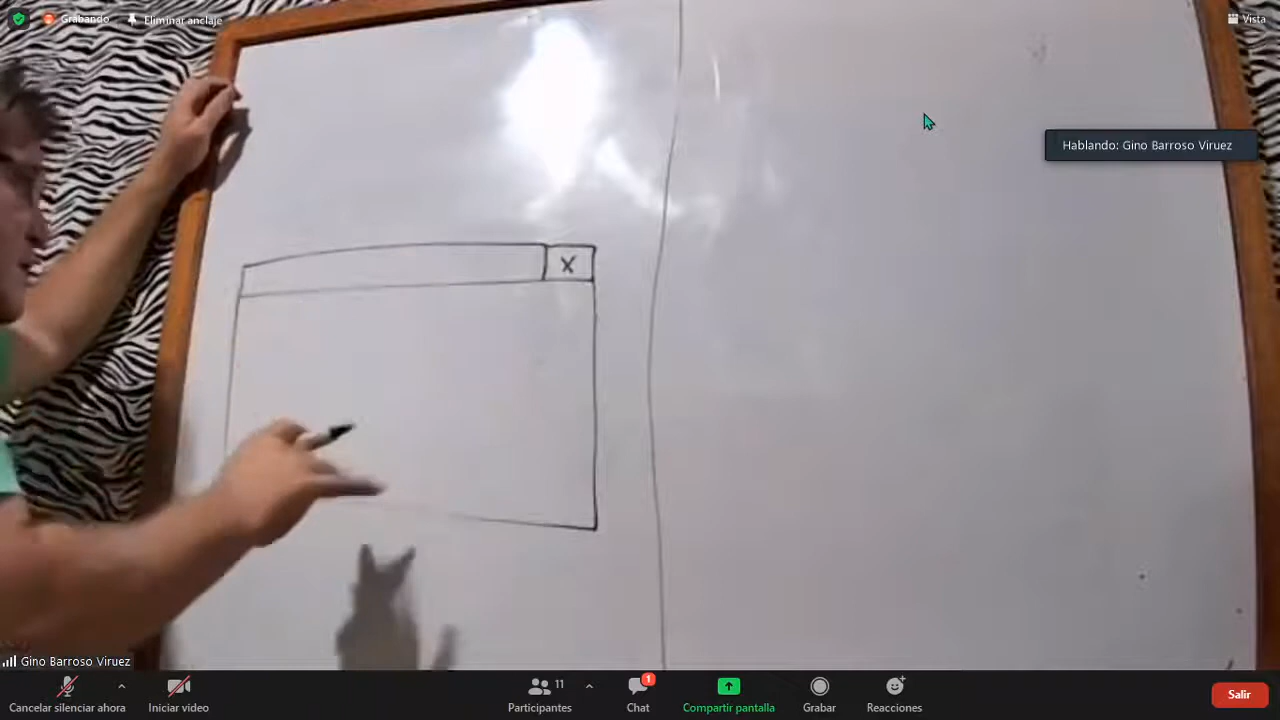 Grabando
Eliminar anclaje
Vista
Hablando: Gino Barroso Viruez
X
Gino Barroso Viruez
Cancelar silenciar ahora
Iniciar video
11
Participantes
1
Chat
Compartir pantalla
Grabar
Reacciones
Salir